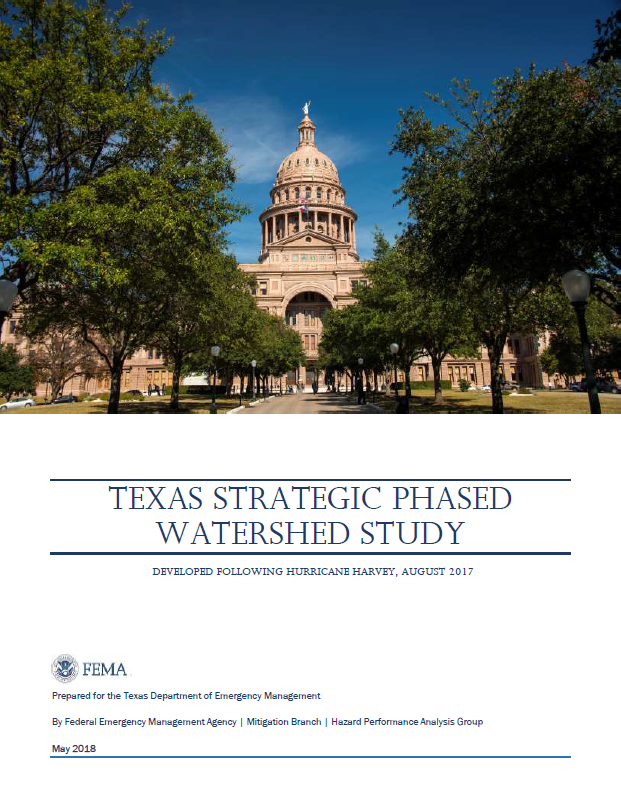 TEXAS STRATEGIC PHASED
WATERSHED STUDY
DEVELOPED FOLLOWING HURRICANE HARVEY, AUGUST 2017
FEMA
Prepared for the Texas Department of Emergency Management
By Federal Emergency Management Agency | Mitigation Branch | Hazard Performance Analysis Group
May 2018